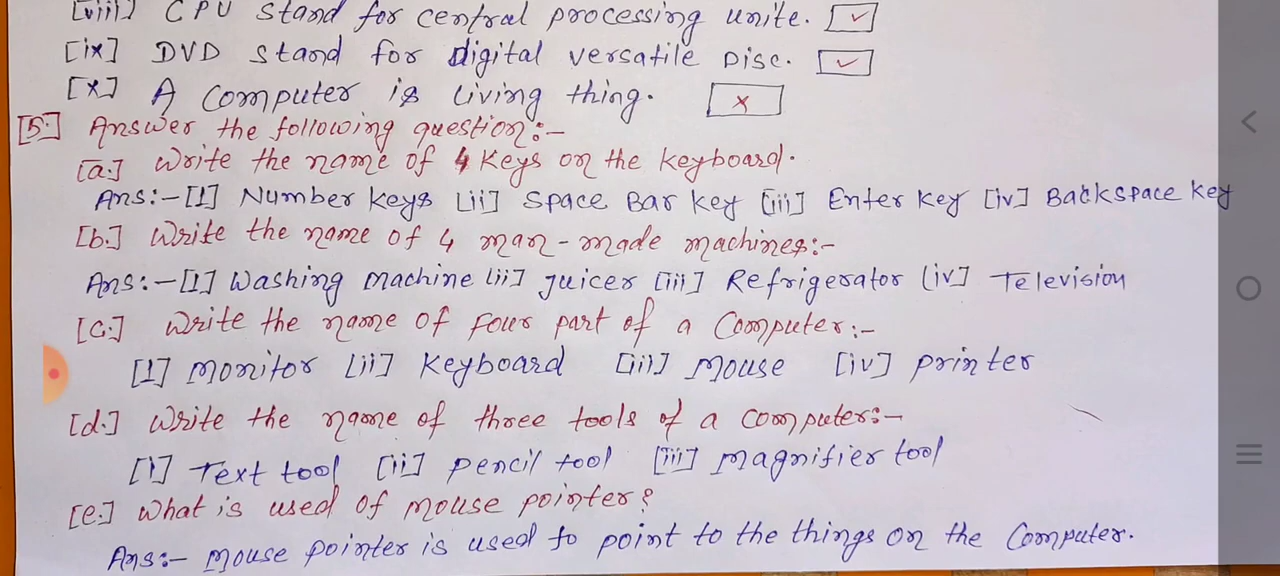 [viii] CPU stand for central processing unite. [✓]
[ix] DVD stand for digital versatile Disc. [✓]
[x] A Computer is living thing. [×]
[5.] Answer the following question:-
[a.] Write the name of 4 Keys on the keyboard.
Ans:-[I] Number keys [ii] Space Bar key [iii] Enter key [iv] Backspace key
[b.] Write the name of 4 man-made machines:-
Ans:-[I] Washing machine [ii] Juicer [iii] Refrigerator [iv] Television
[c.] Write the name of four part of a Computer:-
[I] Monitor [ii] Keyboard [iii] Mouse [iv] printer
[d.] Write the name of three tools of a computer:-
[i] Text tool [ii] pencil tool [iii] magnifier tool
[e.] What is used of mouse pointer?
Ans:- Mouse pointer is used to point to the things on the Computer.